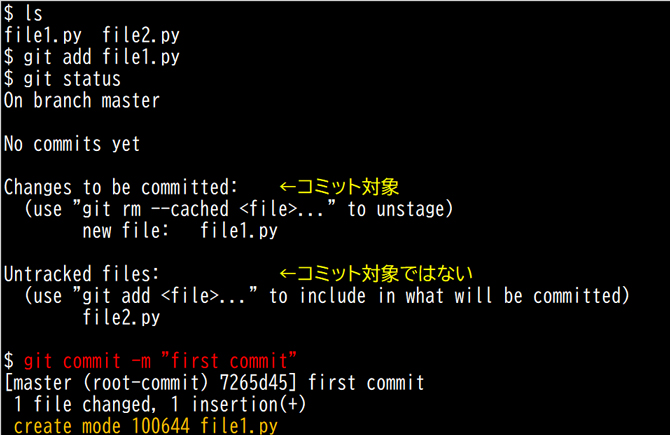 $ ls
file1.py  file2.py
$ git add file1.py
$ git status
On branch master
No commits yet
Changes to be committed:    ←コミット対象
  (use "git rm --cached <file>..." to unstage)
        new file:   file1.py
Untracked files:            ←コミット対象ではない
  (use "git add <file>..." to include in what will be committed)
        file2.py
$ git commit -m "first commit"
[master (root-commit) 7265d45] first commit
 1 file changed, 1 insertion(+)
 create mode 100644 file1.py